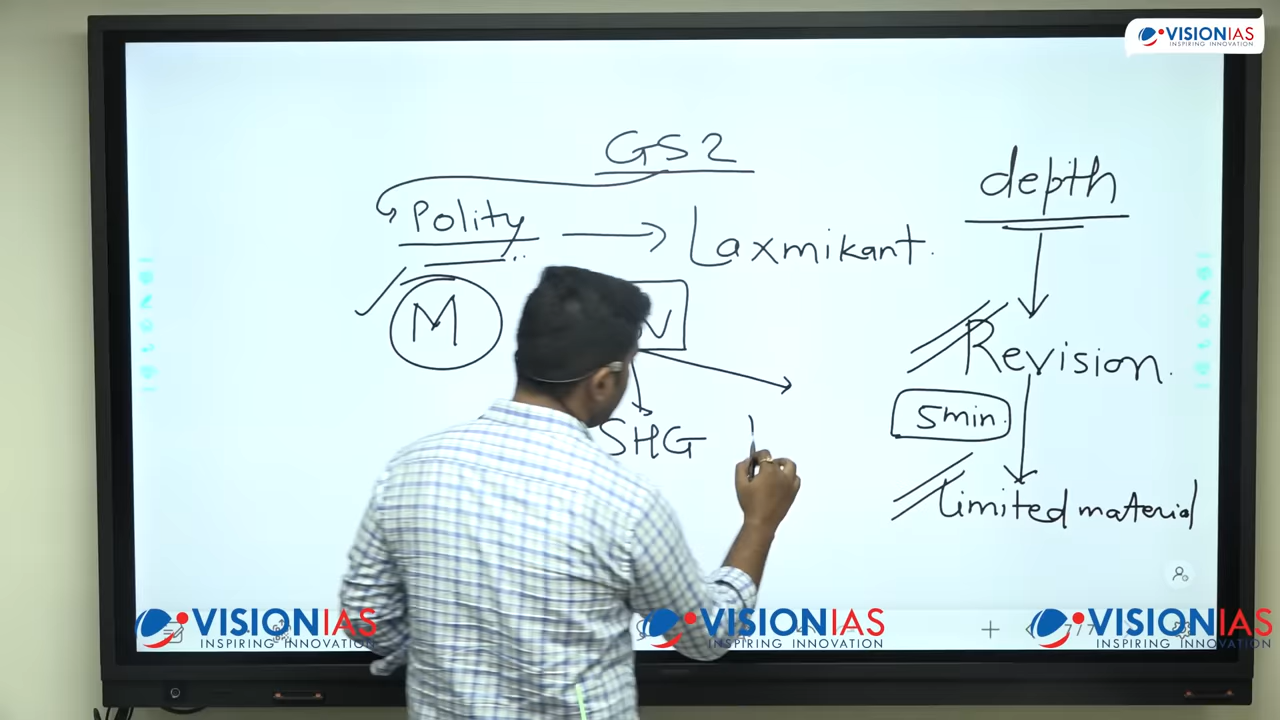 VISIONIAS
INSPIRING INNOVATION
GS2
Polity → Laxmikant.
M
SHG
depth
Revision.
5min.
limited material
VISIONIAS
INSPIRING INNOVATION
VISIONIAS
INSPIRING INNOVATION
VISIONIAS
INSPIRING INNOVATION